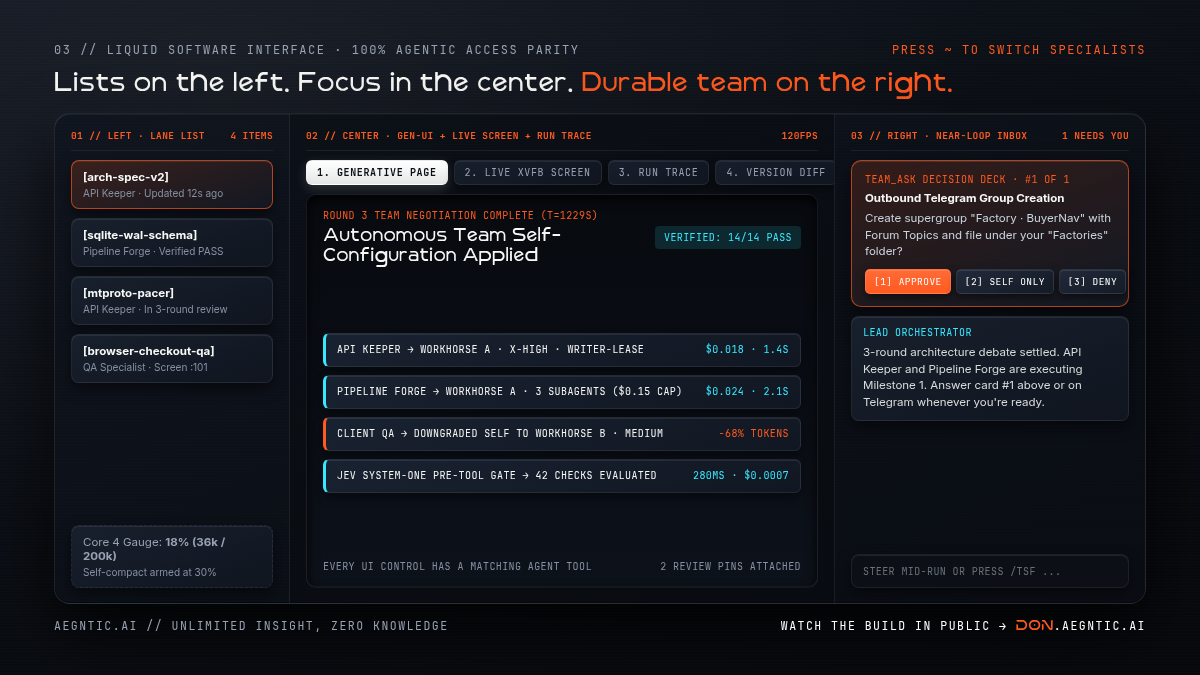 03 // LIQUID SOFTWARE INTERFACE · 100% AGENTIC ACCESS PARITY
PRESS ~ TO SWITCH SPECIALISTS
Lists on the left. Focus in the center. Durable team on the right.
01 // LEFT · LANE LIST
4 ITEMS
[arch-spec-v2]
API Keeper · Updated 12s ago
[sqlite-wal-schema]
Pipeline Forge · Verified PASS
[mtproto-pacer]
API Keeper · In 3-round review
[browser-checkout-qa]
QA Specialist · Screen :101
Core 4 Gauge: 18% (36k /
200k)
Self-compact armed at 30%
02 // CENTER · GEN-UI + LIVE SCREEN + RUN TRACE
120FPS
1. GENERATIVE PAGE
2. LIVE XVFB SCREEN
3. RUN TRACE
4. VERSION DIFF
ROUND 3 TEAM NEGOTIATION COMPLETE (T=1229S)
Autonomous Team Self-
Configuration Applied
VERIFIED: 14/14 PASS
API KEEPER → WORKHORSE A · X-HIGH · WRITER-LEASE
$0.018 · 1.4S
PIPELINE FORGE → WORKHORSE A · 3 SUBAGENTS ($0.15 CAP)
$0.024 · 2.1S
CLIENT QA → DOWNGRADED SELF TO WORKHORSE B · MEDIUM
-68% TOKENS
JEV SYSTEM-ONE PRE-TOOL GATE → 42 CHECKS EVALUATED
280MS · $0.0007
EVERY UI CONTROL HAS A MATCHING AGENT TOOL
2 REVIEW PINS ATTACHED
03 // RIGHT · NEAR-LOOP INBOX
1 NEEDS YOU
TEAM_ASK DECISION DECK · #1 OF 1
Outbound Telegram Group Creation
Create supergroup "Factory · BuyerNav" with
Forum Topics and file under your "Factories"
folder?
[1] APPROVE
[2] SELF ONLY
[3] DENY
LEAD ORCHESTRATOR
3-round architecture debate settled. API
Keeper and Pipeline Forge are executing
Milestone 1. Answer card #1 above or on
Telegram whenever you're ready.
STEER MID-RUN OR PRESS /TSF ...
AEGNTIC.AI // UNLIMITED INSIGHT, ZERO KNOWLEDGE
WATCH THE BUILD IN PUBLIC → DON.AEGNTIC.AI